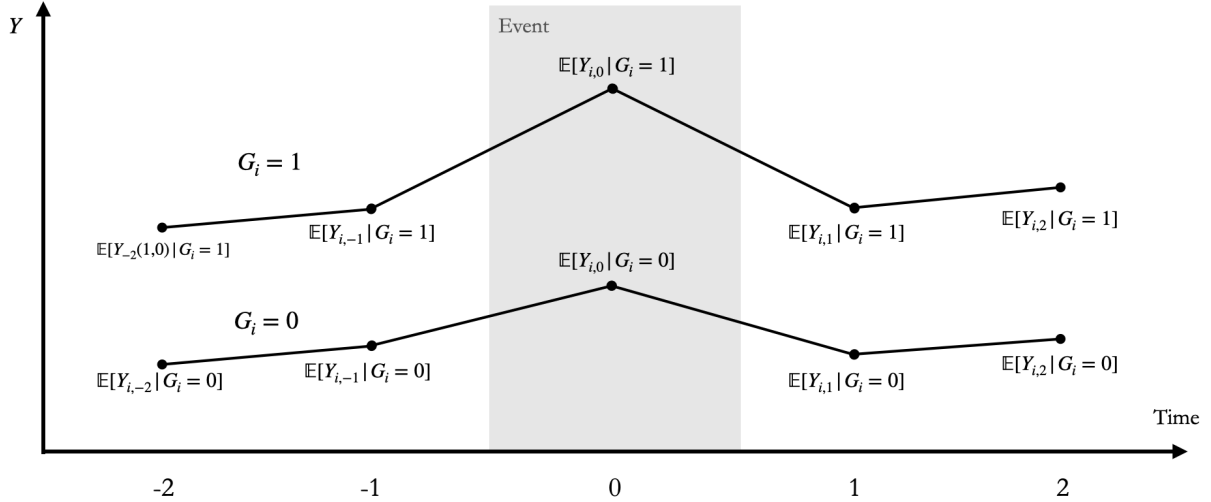 Y
Event
𝔼[Y_{i,0} | G_i = 1]
G_i = 1
𝔼[Y_{-2}(1,0) | G_i = 1]
𝔼[Y_{i,-1} | G_i = 1]
𝔼[Y_{i,1} | G_i = 1]
𝔼[Y_{i,2} | G_i = 1]
𝔼[Y_{i,0} | G_i = 0]
G_i = 0
𝔼[Y_{i,-2} | G_i = 0]
𝔼[Y_{i,-1} | G_i = 0]
𝔼[Y_{i,1} | G_i = 0]
𝔼[Y_{i,2} | G_i = 0]
Time
-2 -1 0 1 2